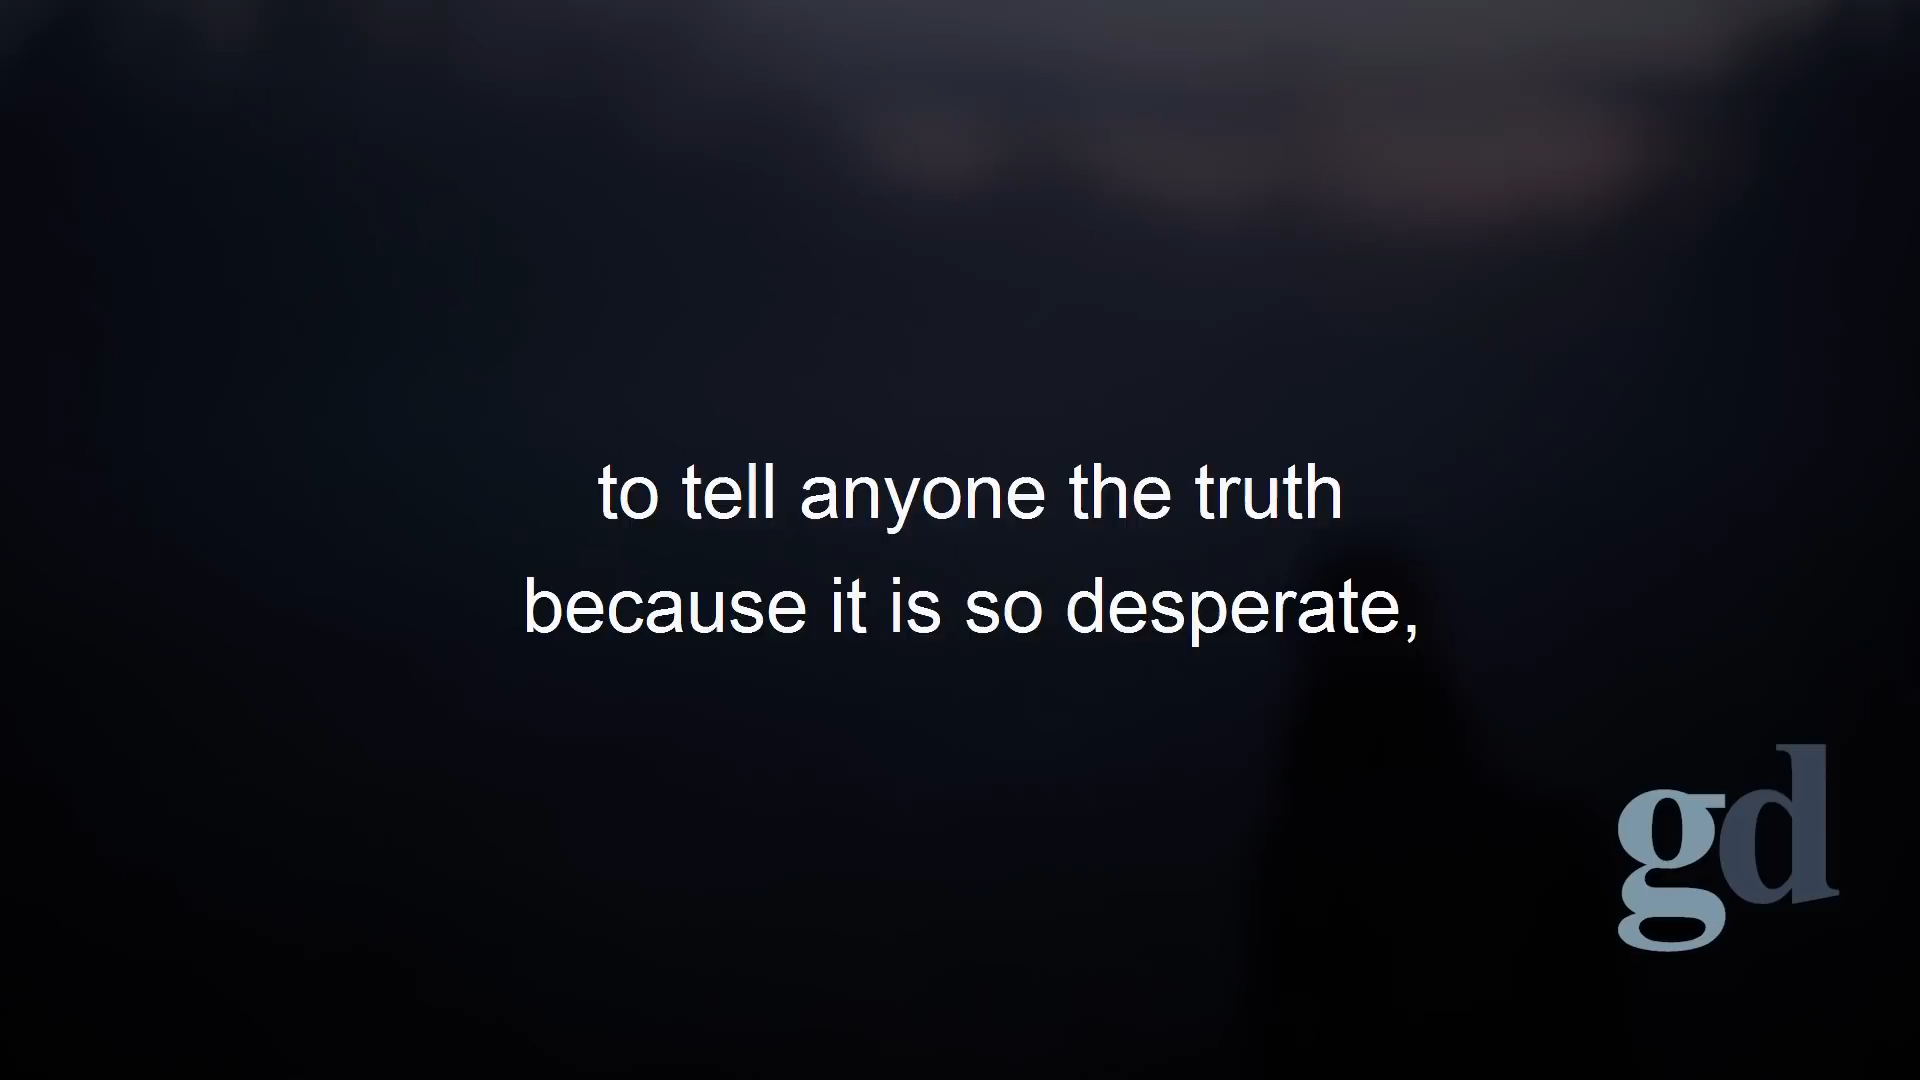 to tell anyone the truth
because it is so desperate,
gd